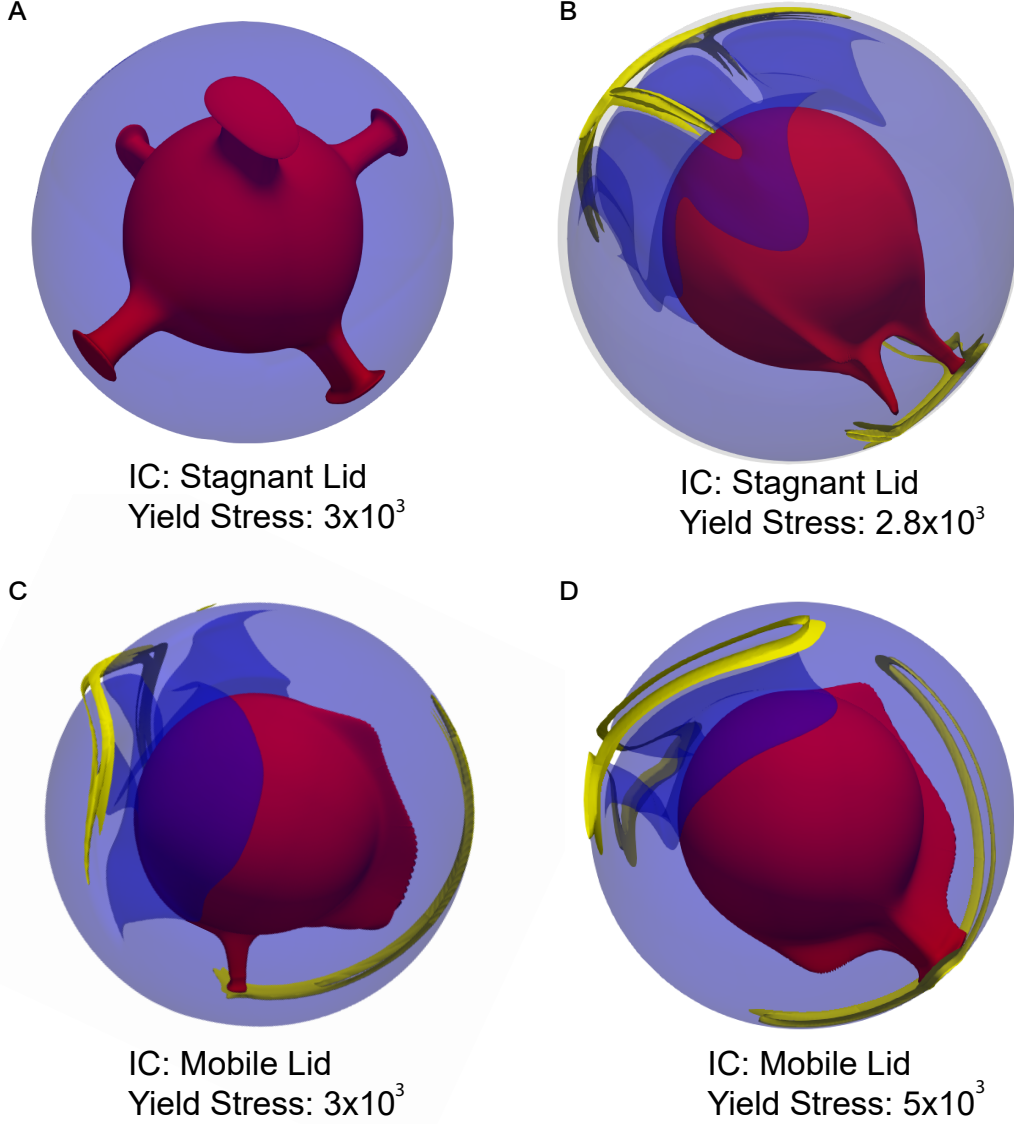 A
B
IC: Stagnant Lid
Yield Stress: 3x10³
IC: Stagnant Lid
Yield Stress: 2.8x10³
C
D
IC: Mobile Lid
Yield Stress: 3x10³
IC: Mobile Lid
Yield Stress: 5x10³